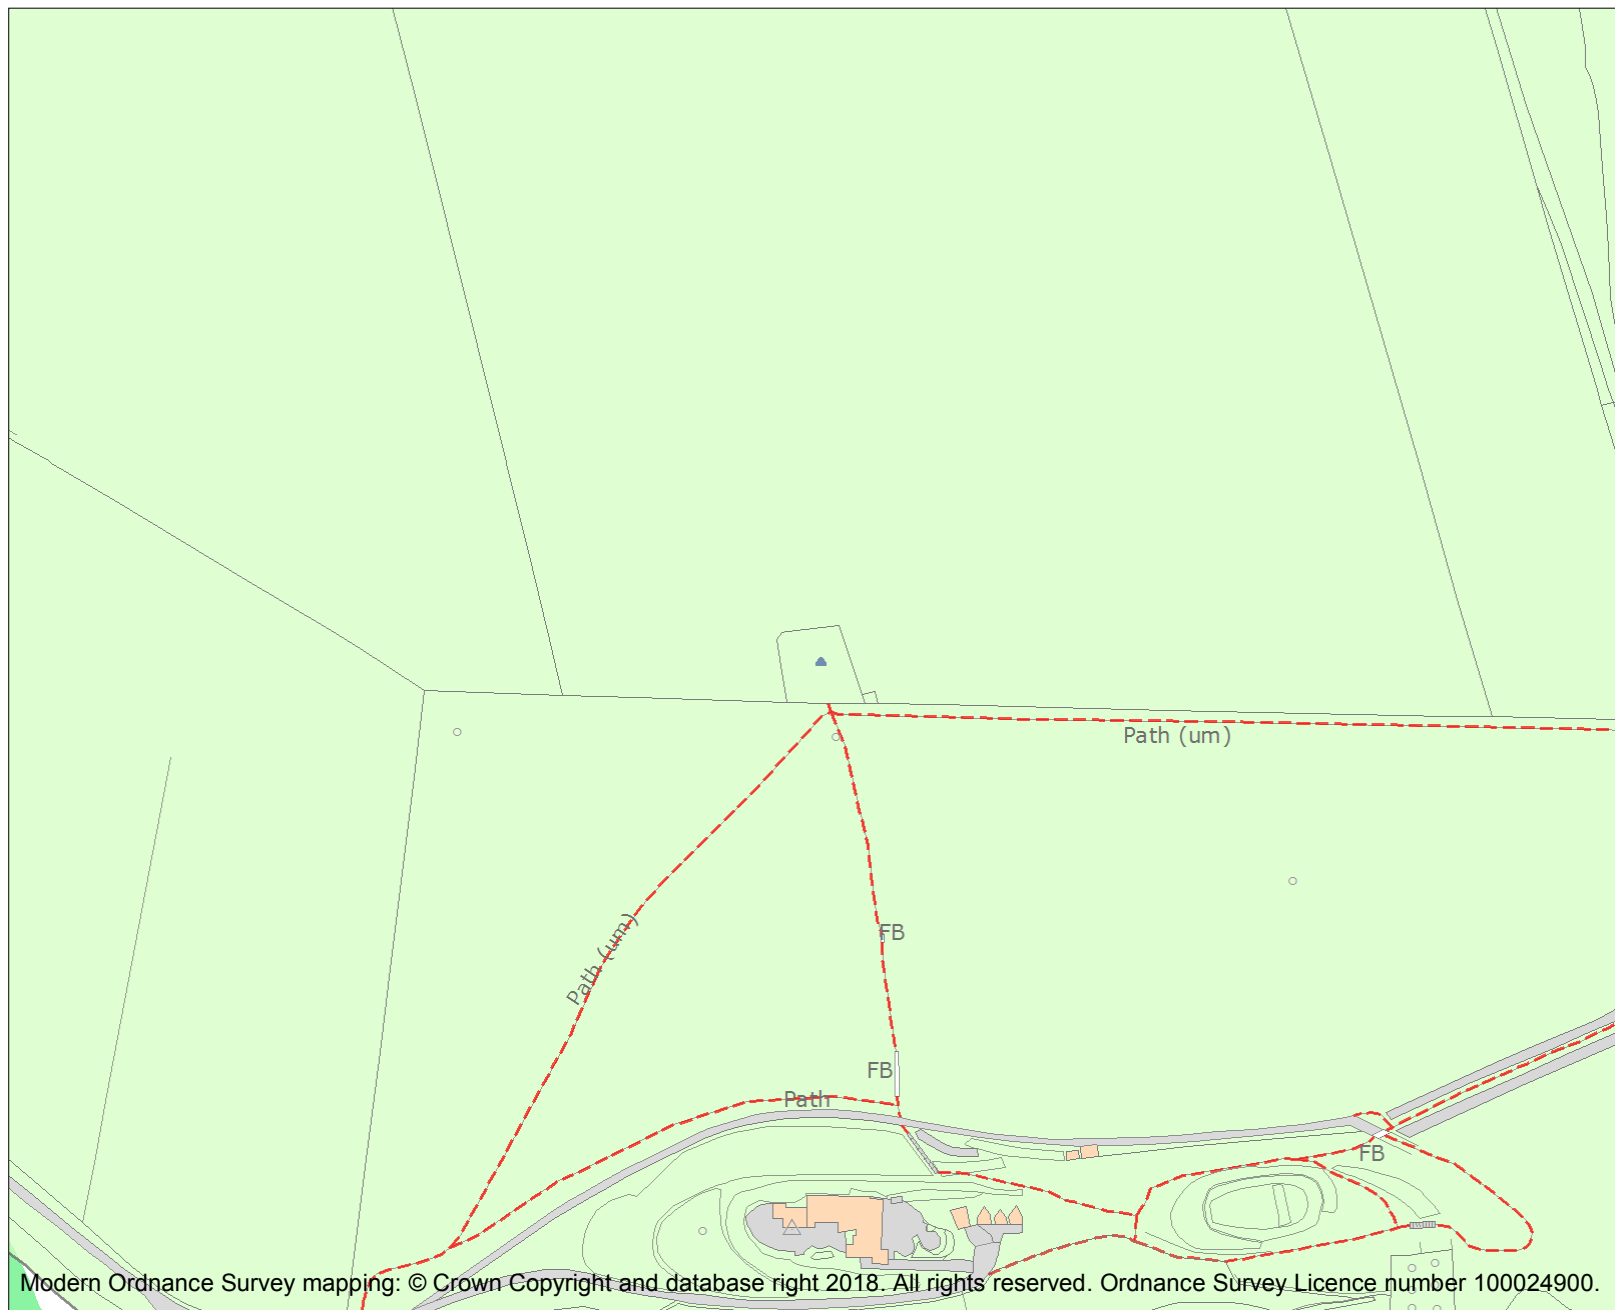 Path (um)
FB
Path (um)
FB
Path
FB
Modern Ordnance Survey mapping: © Crown Copyright and database right 2018. All rights reserved. Ordnance Survey Licence number 100024900.